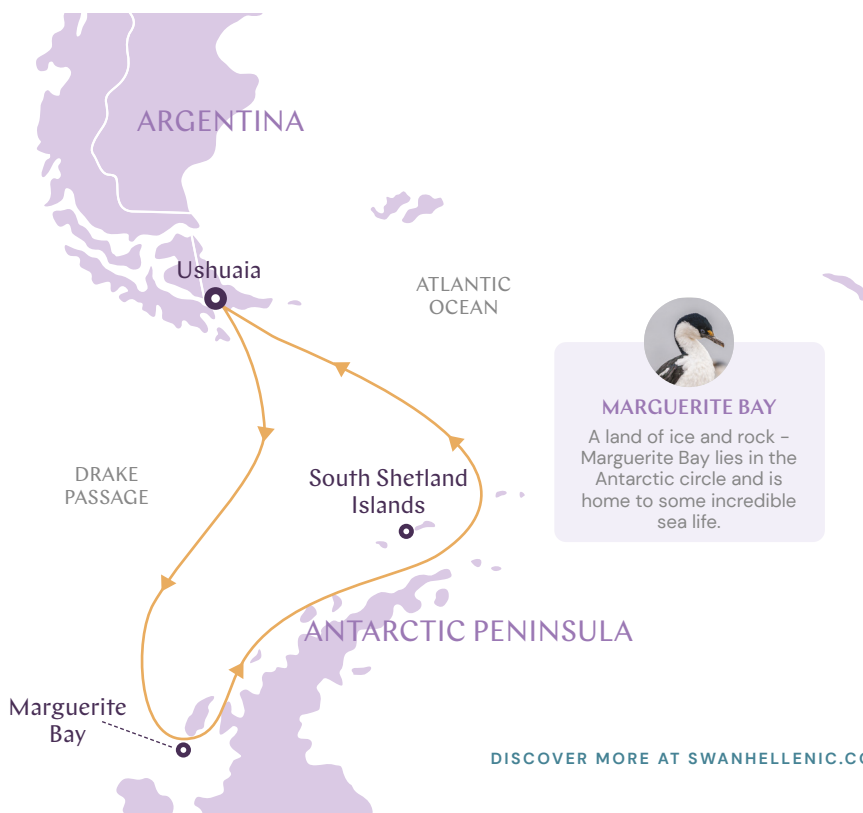 ARGENTINA
Ushuaia
ATLANTIC
OCEAN
MARGUERITE BAY
A land of ice and rock –
Marguerite Bay lies in the
Antarctic circle and is
home to some incredible
sea life.
DRAKE
PASSAGE
South Shetland
Islands
ANTARCTIC PENINSULA
Marguerite
Bay
DISCOVER MORE AT SWANHELLENIC.CO